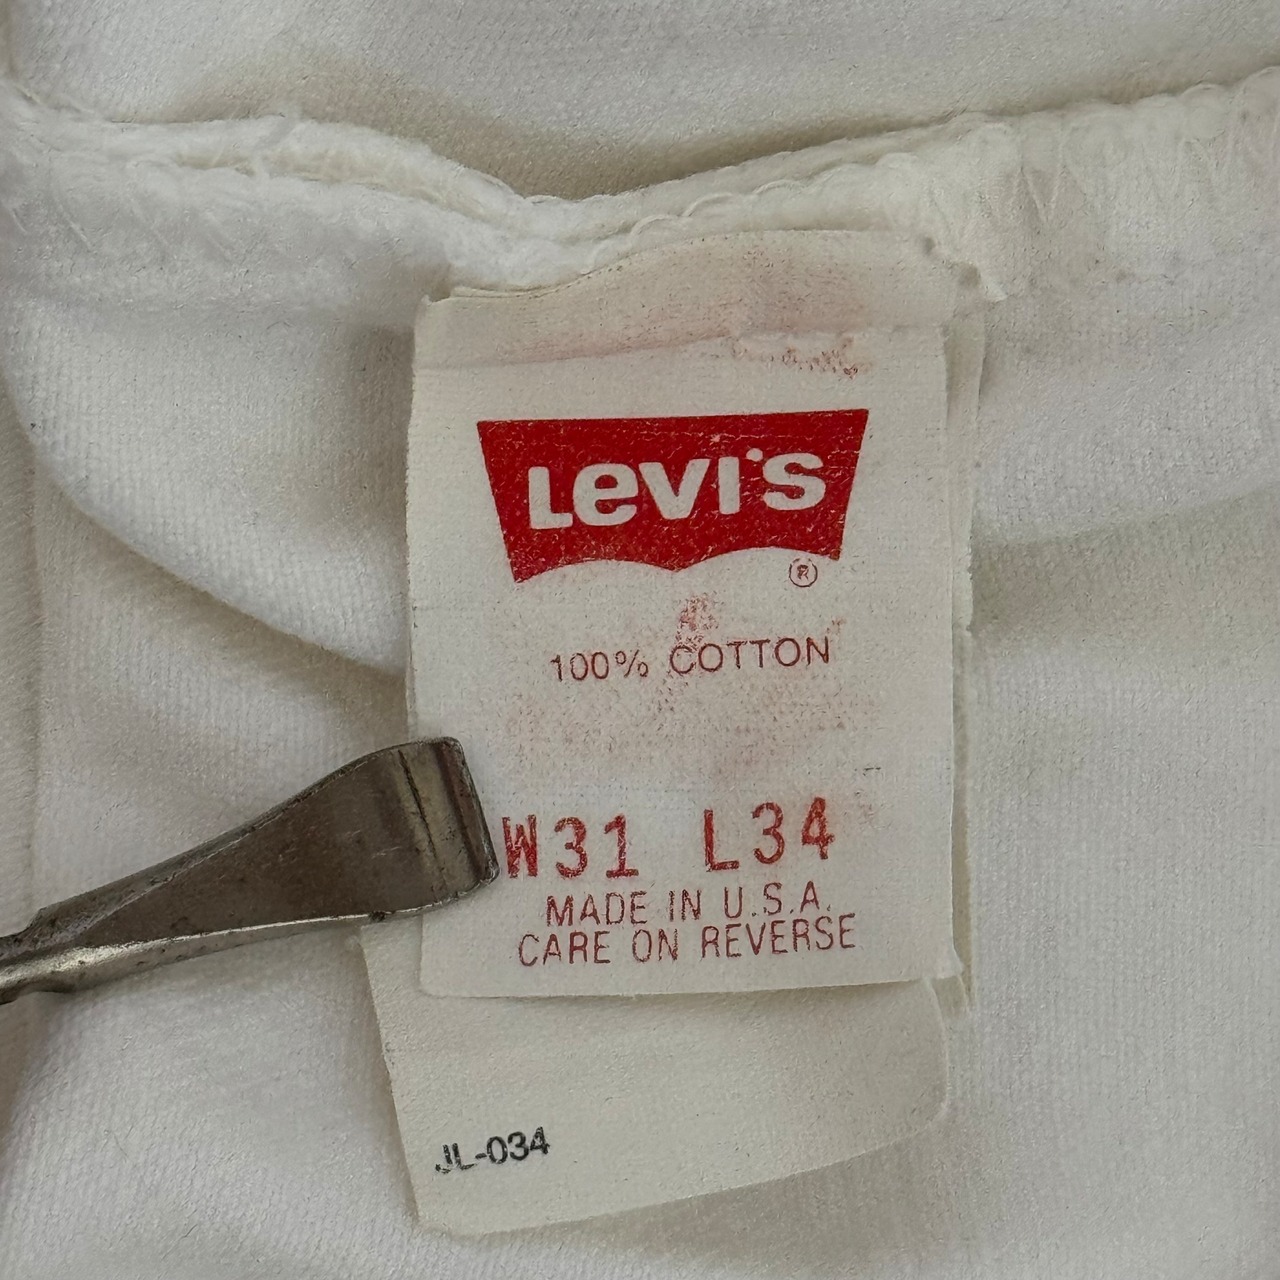 Levi's
®
100% COTTON
W31 L34
MADE IN U.S.A.
CARE ON REVERSE
JL-034